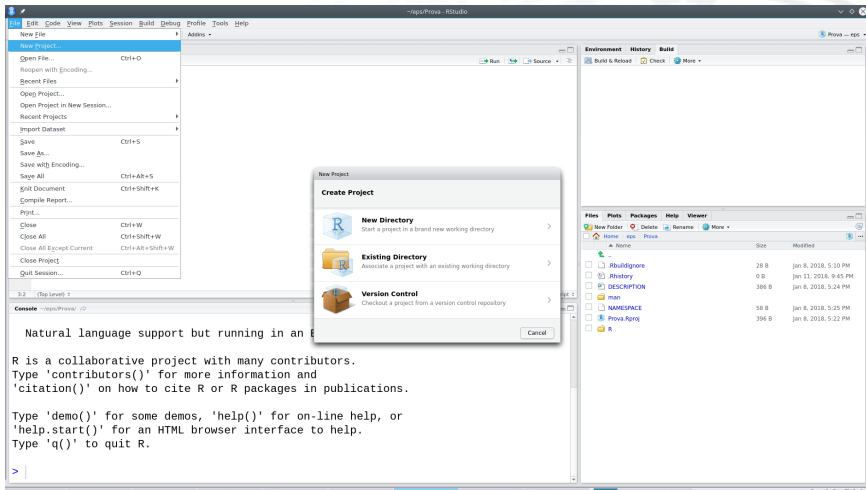 ~/eps/Prova - RStudio
File Edit Code View Plots Session Build Debug Profile Tools Help
Addins
Prova — eps
New File
New Project...
Open File... Ctrl+O
Reopen with Encoding...
Recent Files
Open Project...
Open Project in New Session...
Recent Projects
Import Dataset
Save Ctrl+S
Save As...
Save with Encoding...
Save All Ctrl+Alt+S
Knit Document Ctrl+Shift+K
Compile Report...
Print...
Close Ctrl+W
Close All Ctrl+Shift+W
Close All Except Current Ctrl+Alt+Shift+W
Close Project
Quit Session... Ctrl+Q
Run Source
3:2 (Top Level)
Console ~/eps/Prova/
Natural language support but running in an E
R is a collaborative project with many contributors.
Type 'contributors()' for more information and
'citation()' on how to cite R or R packages in publications.
Type 'demo()' for some demos, 'help()' for on-line help, or
'help.start()' for an HTML browser interface to help.
Type 'q()' to quit R.
>
New Project
Create Project
New Directory
Start a project in a brand new working directory
Existing Directory
Associate a project with an existing working directory
Version Control
Checkout a project from a version control repository
Cancel
Environment History Build
Build & Reload Check More
Files Plots Packages Help Viewer
New Folder Delete Rename More
Home eps Prova
Name Size Modified
..
.Rbuildignore 28 B Jan 8, 2018, 5:10 PM
.Rhistory 0 B Jan 11, 2018, 9:45 PM
DESCRIPTION 386 B Jan 8, 2018, 5:24 PM
man
NAMESPACE 58 B Jan 8, 2018, 5:25 PM
Prova.Rproj 396 B Jan 8, 2018, 5:22 PM
R